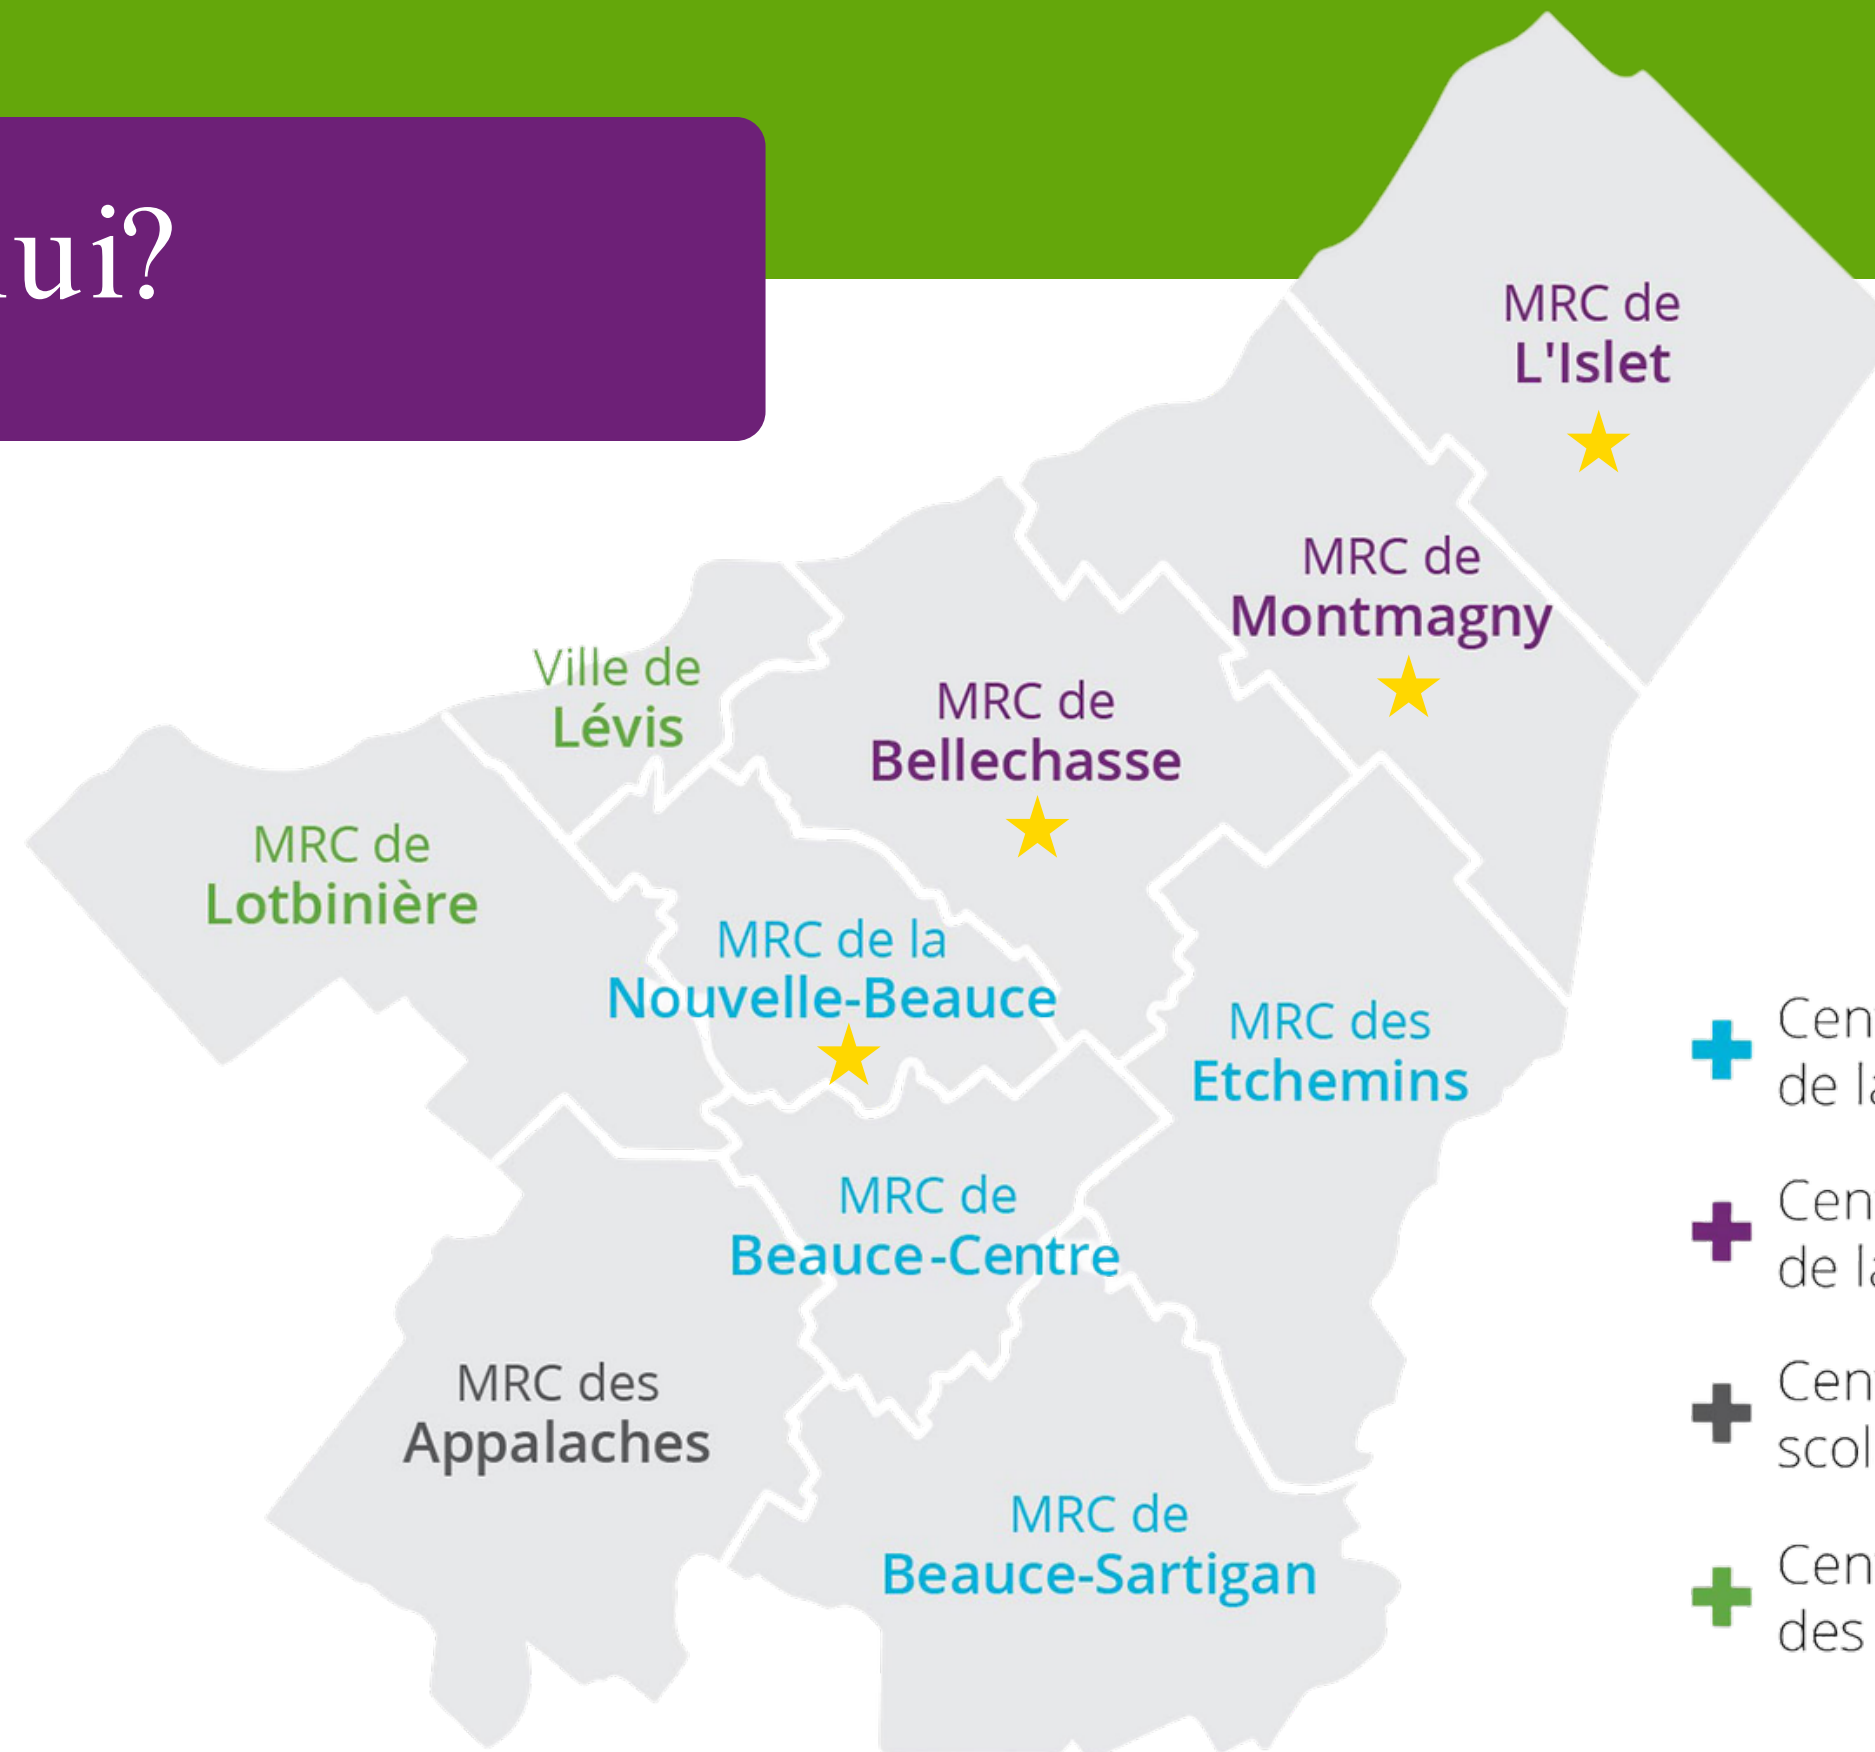 ui?
MRC de
L'Islet
MRC de
Montmagny
Ville de
Lévis
MRC de
Bellechasse
MRC de
Lotbinière
MRC de la
Nouvelle-Beauce
MRC des
Etchemins
MRC de
Beauce-Centre
MRC des
Appalaches
MRC de
Beauce-Sartigan
Cen
de la
Cen
de la
Cen
scol
Cen
des